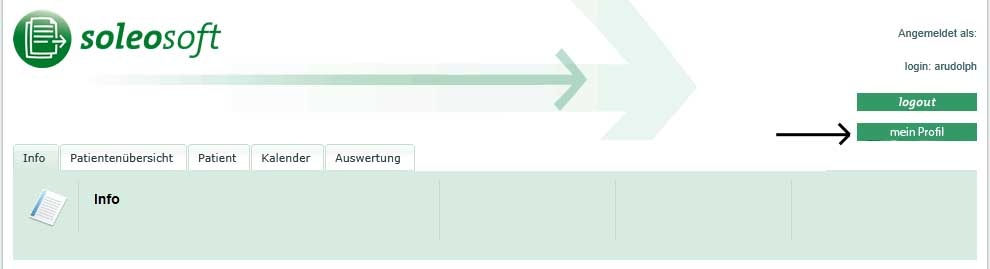 soleosoft
Angemeldet als:
login: arudolph
logout
mein Profil
Info Patientenübersicht Patient Kalender Auswertung
Info